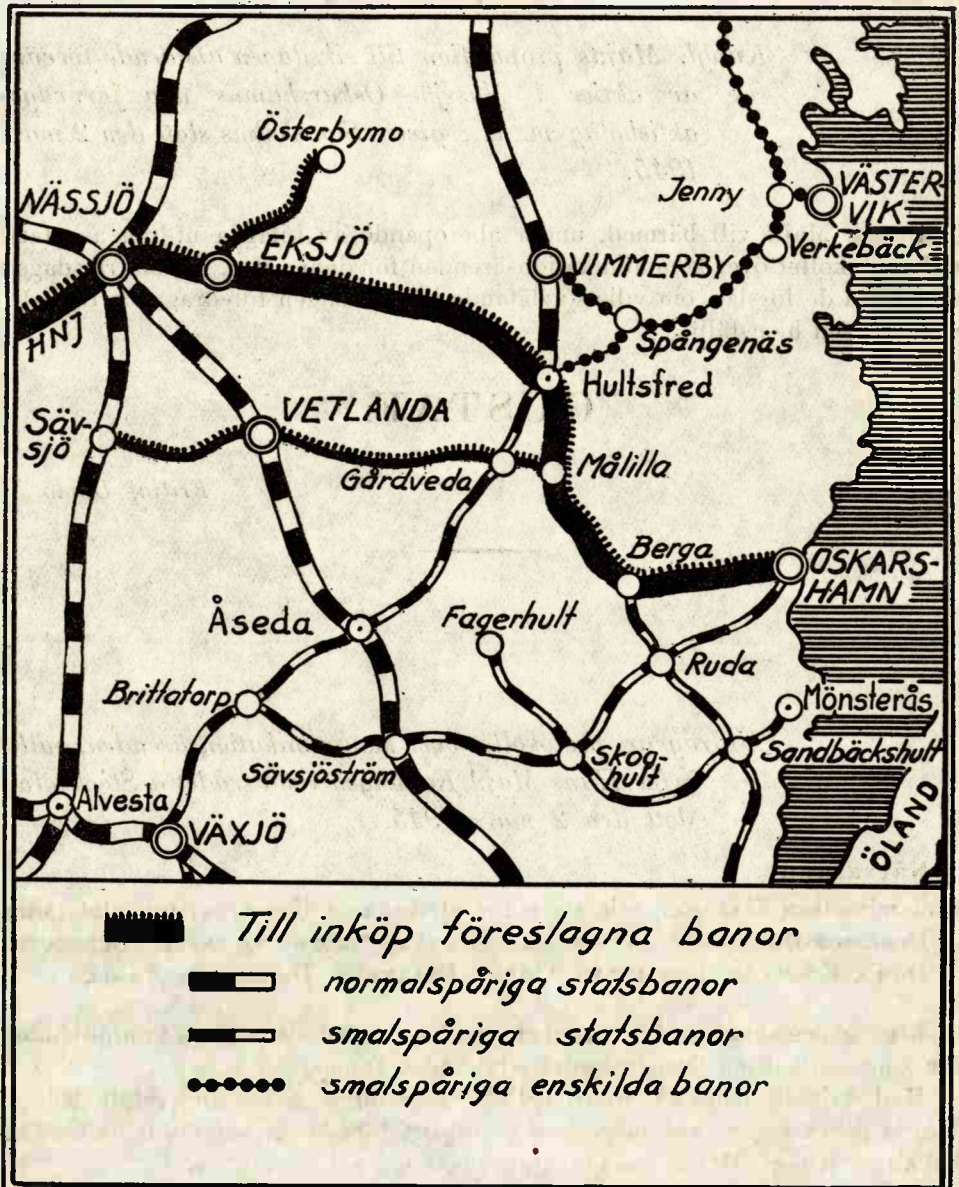 Österbymo
NÄSSJÖ
EKSJÖ
HNJ
VIMMERBY
Jenny
VÄSTER-
VIK
Verkebäck
Spångenäs
Hultsfred
Säv-
sjö
VETLANDA
Gårdveda
Målilla
Berga
OSKARS-
HAMN
Åseda
Fagerhult
Ruda
Brittatorp
Mönsterås
Sävsjöström
Skog-
hult
Sandbäckshult
Alvesta
VÄXJÖ
ÖLAND
Till inköp föreslagna banor
normalspåriga statsbanor
smalspåriga statsbanor
smalspåriga enskilda banor